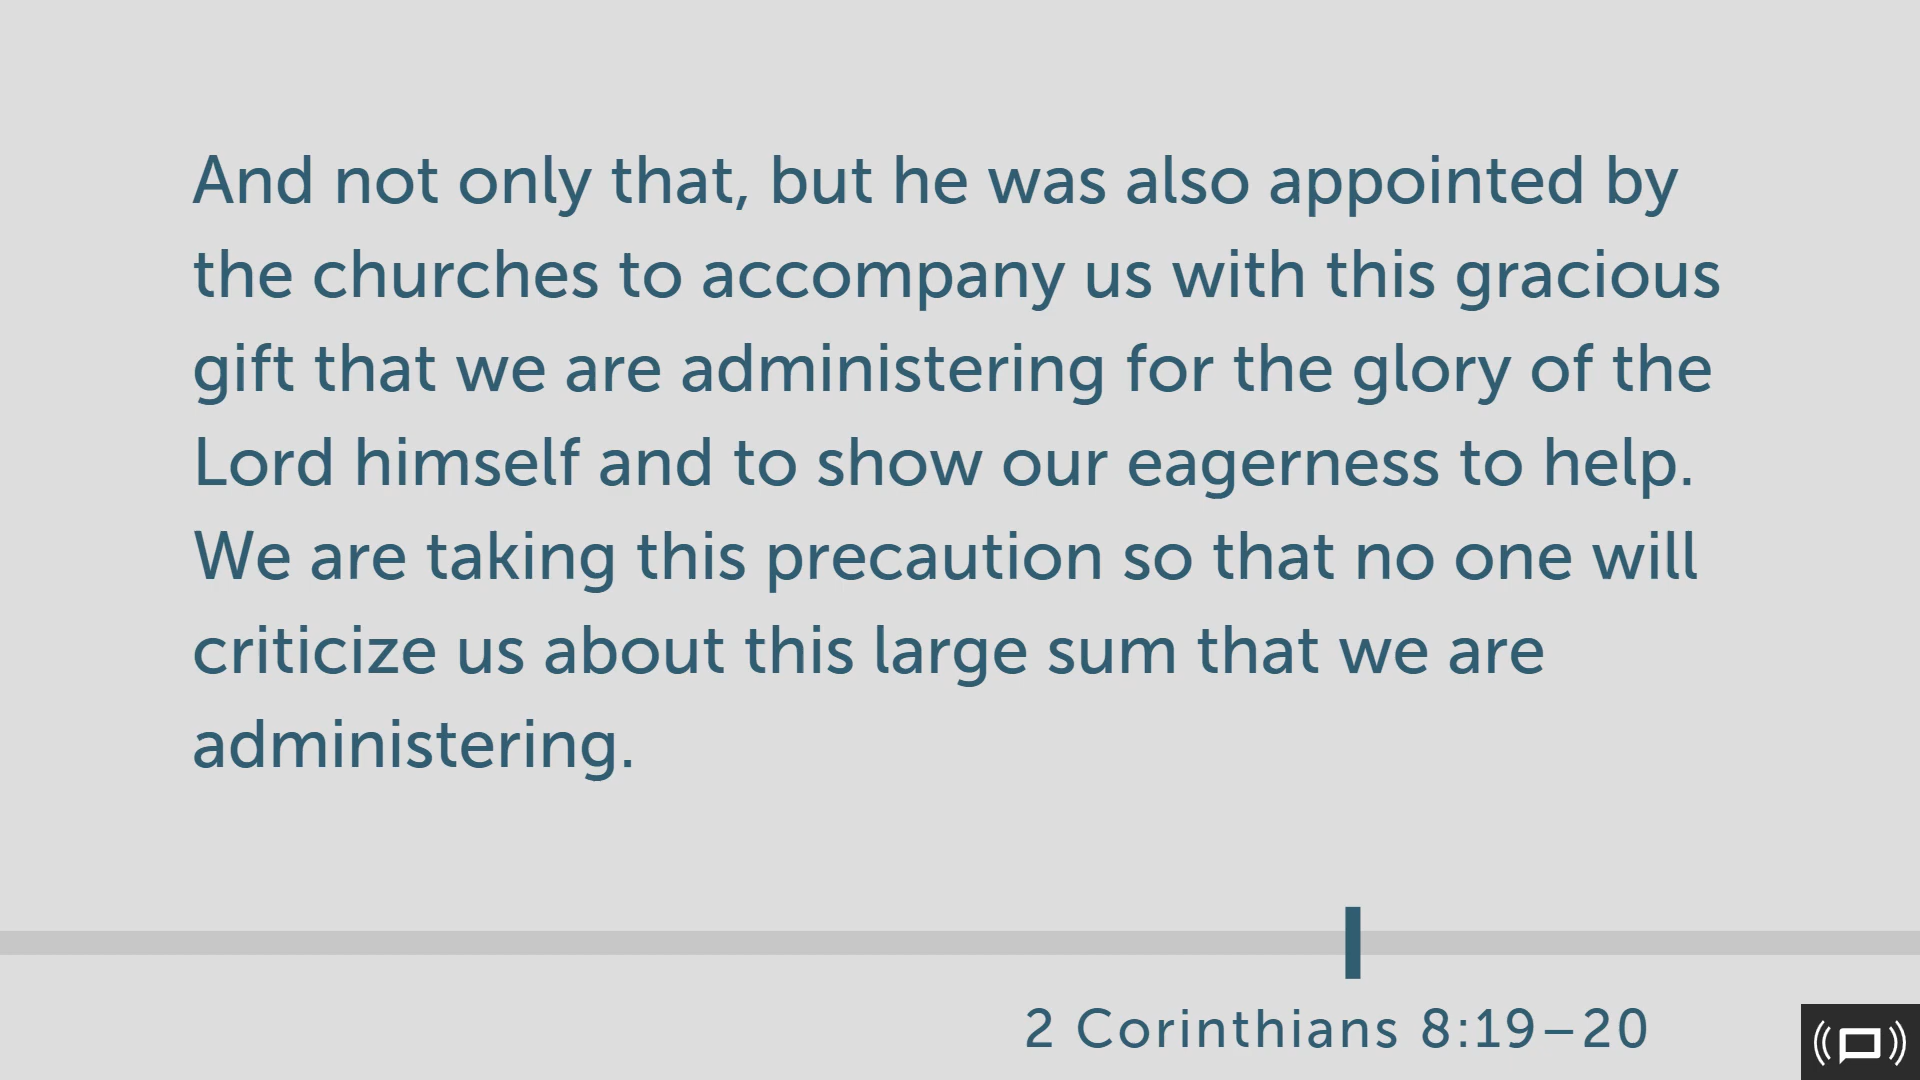 And not only that, but he was also appointed by
the churches to accompany us with this gracious
gift that we are administering for the glory of the
Lord himself and to show our eagerness to help.
We are taking this precaution so that no one will
criticize us about this large sum that we are
administering.
2 Corinthians 8:19–20